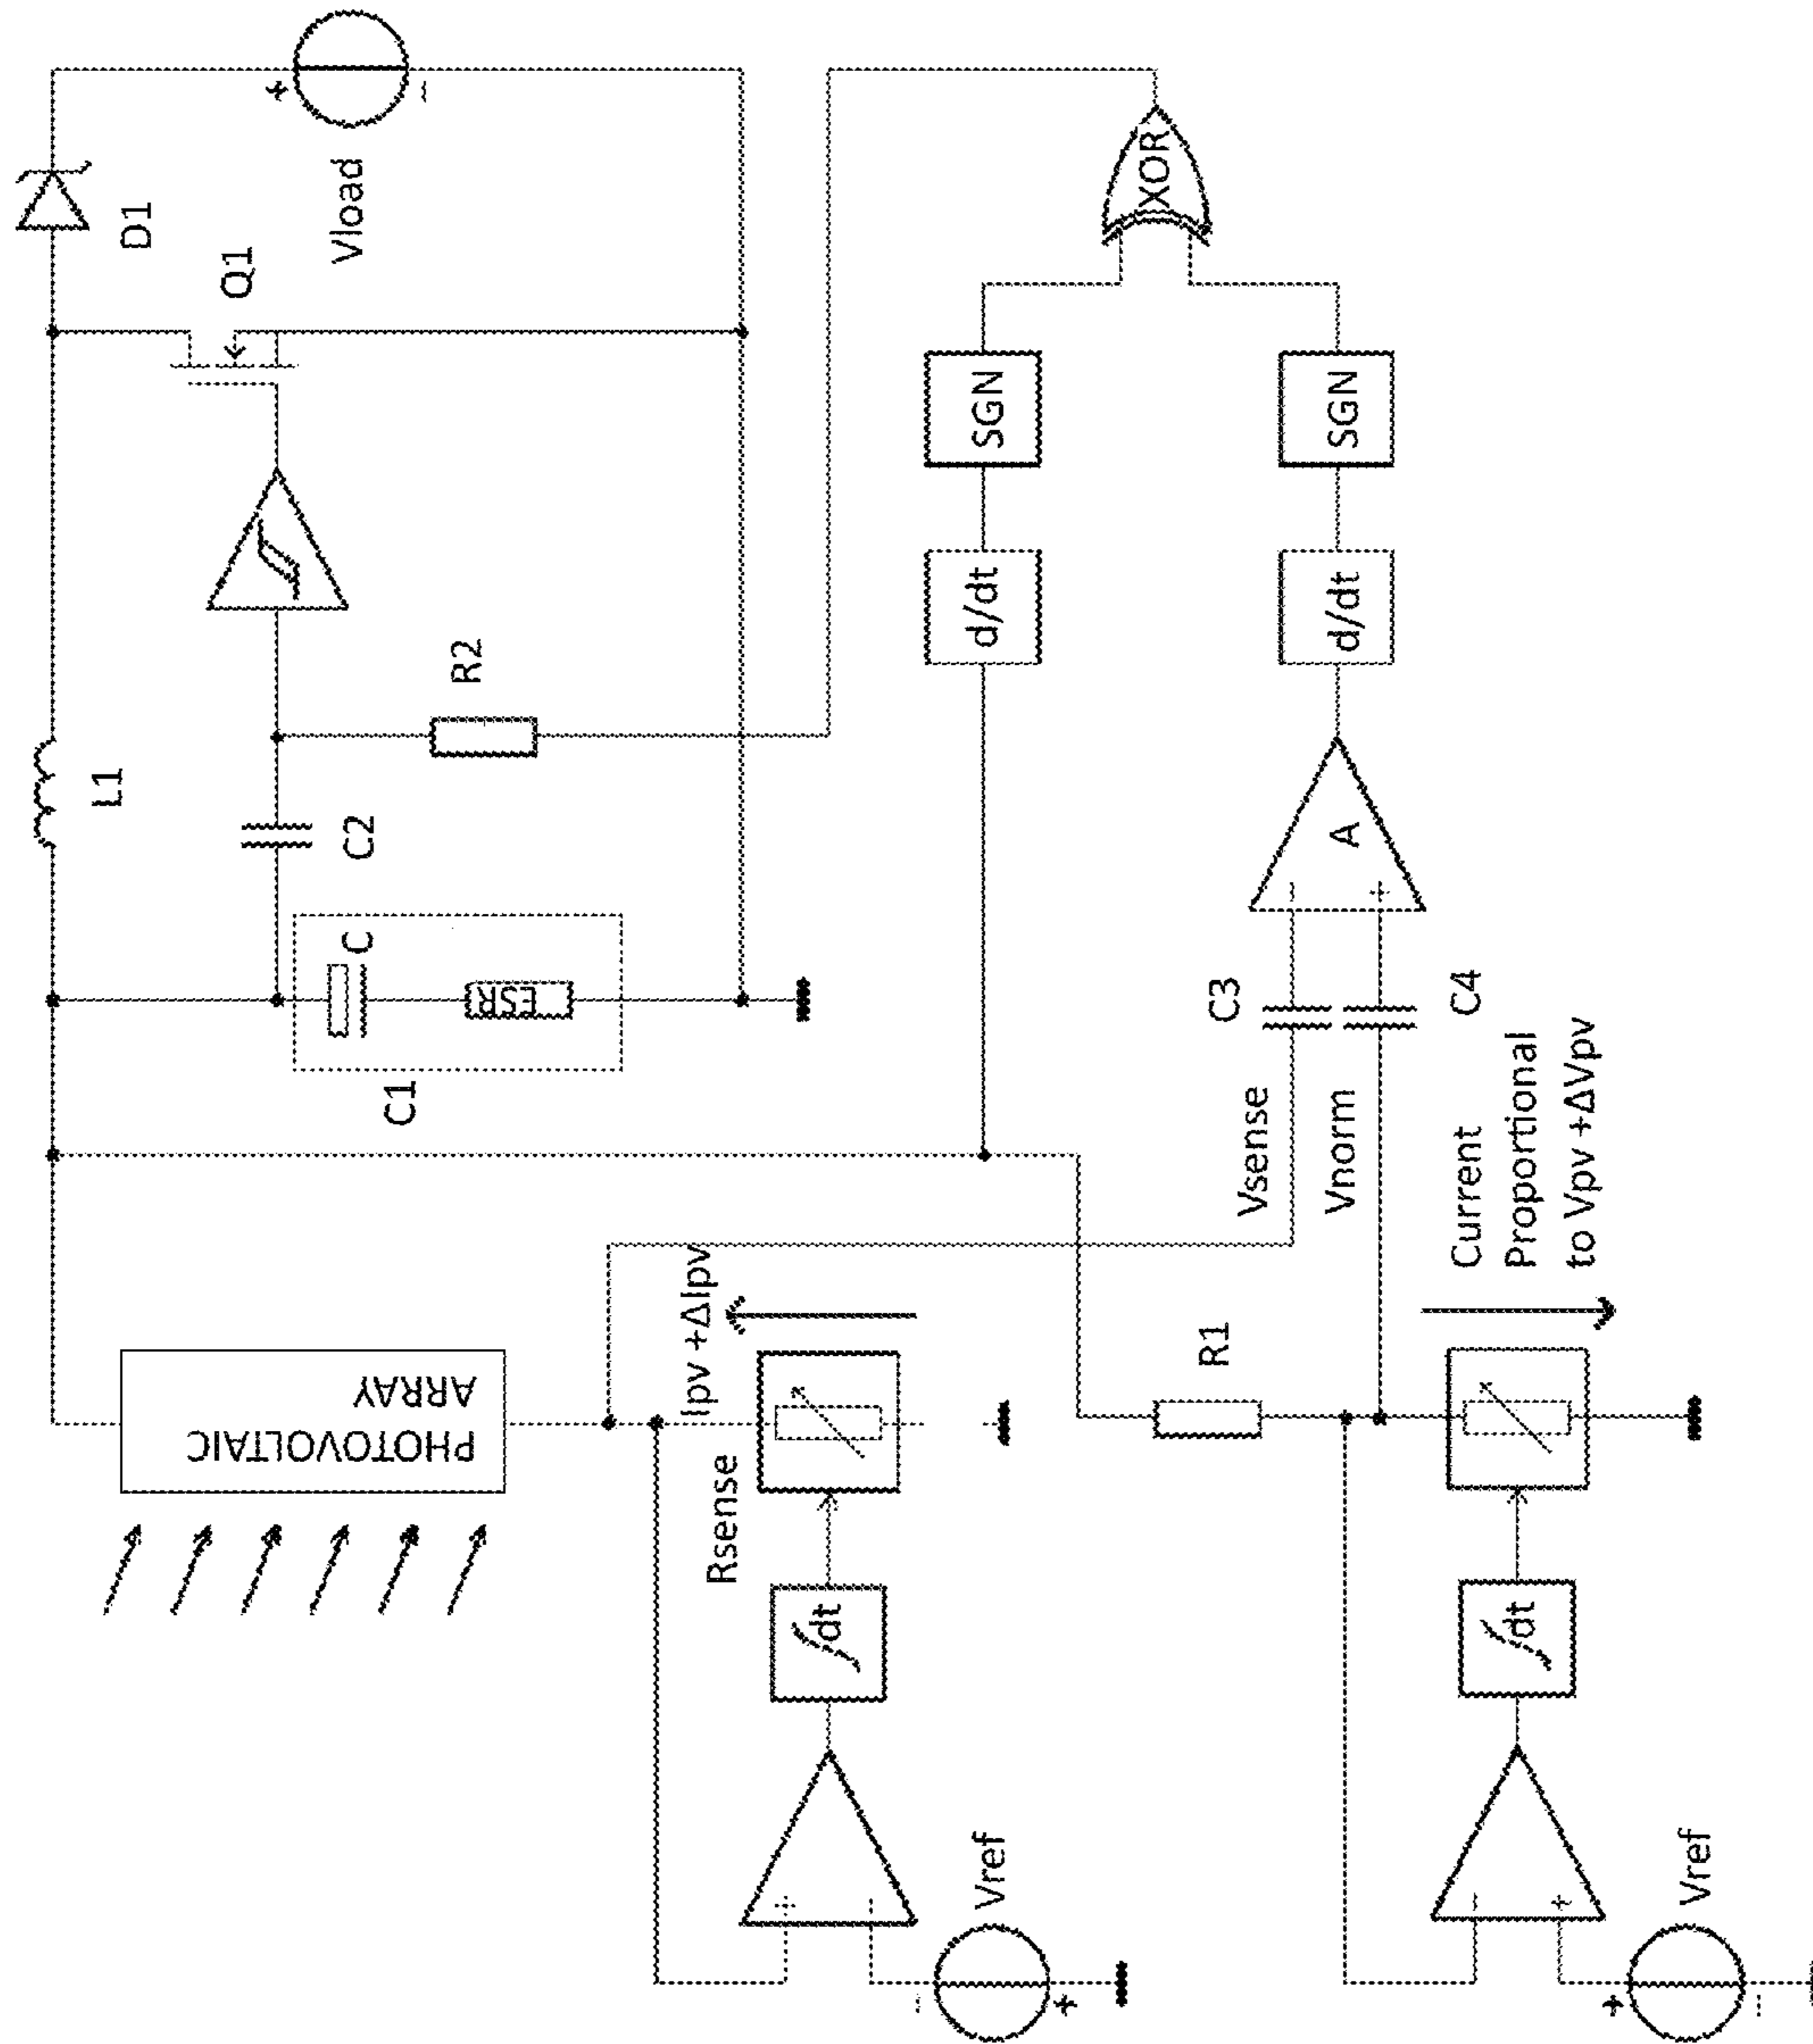 PHOTOVOLTAIC
ARRAY
L1
D1
Q1
Vload
+
-
C2
C
ESR
C1
R2
Ipv +ΔIpv
Rsense
∫dt
+
-
Vref
-
+
Vsense
C3
Vnorm
C4
A
-
+
d/dt
SGN
d/dt
SGN
XOR
R1
Current
Proportional
to Vpv +ΔVpv
∫dt
-
+
Vref
+
-